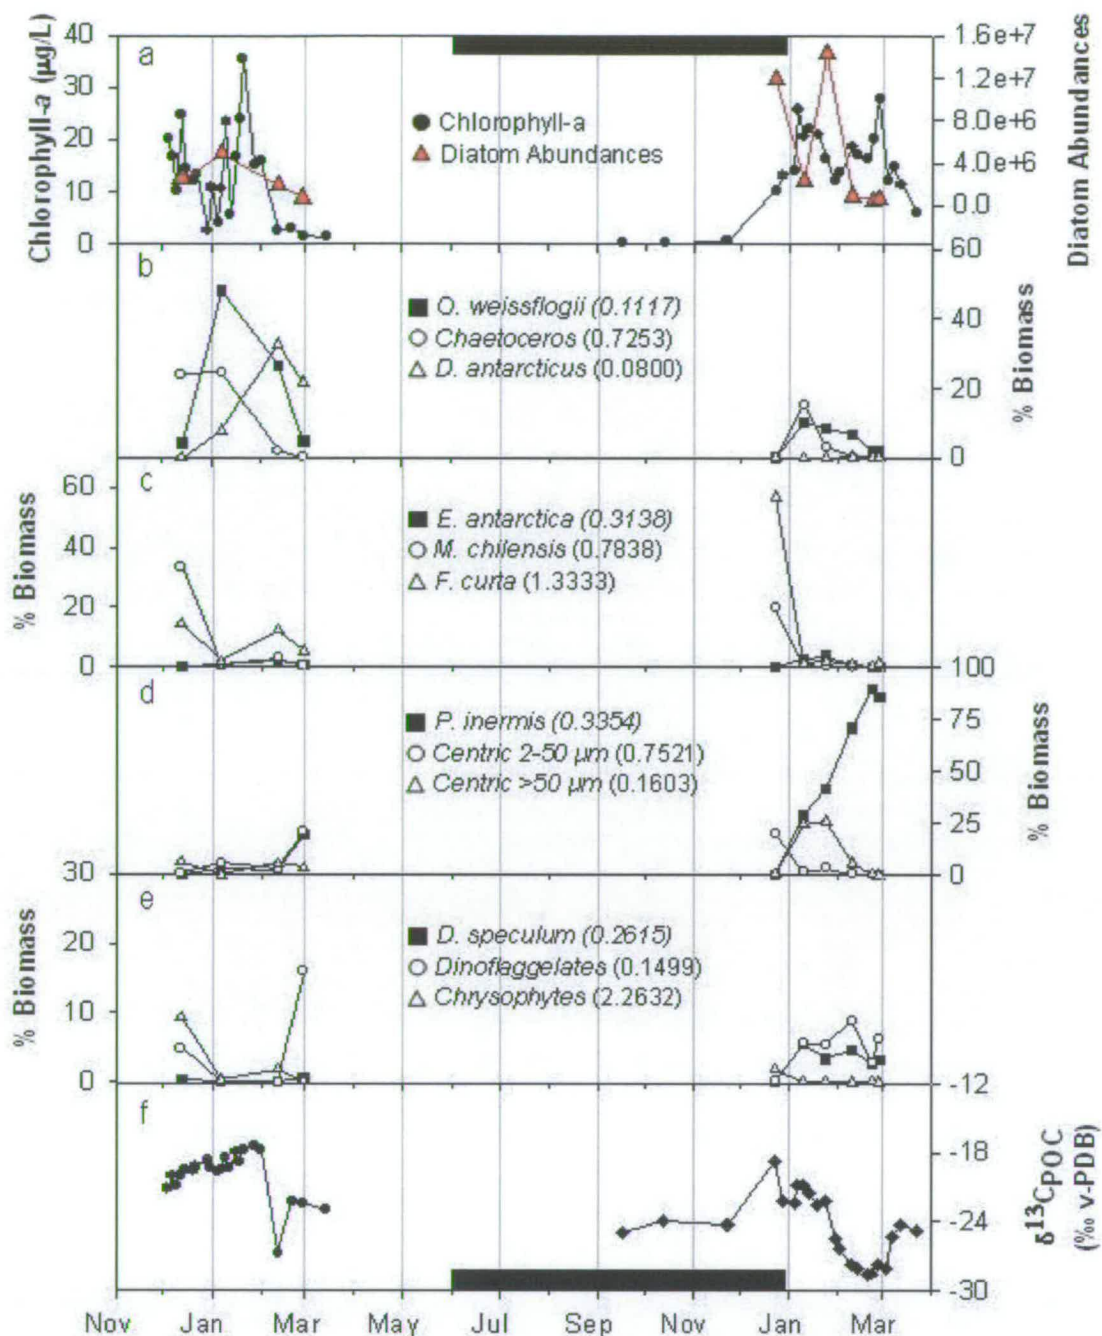 Chlorophyll-a (µg/L)
40
30
20
10
0
a
Chlorophyll-a
Diatom Abundances
1.6e+7
1.2e+7
8.0e+6
4.0e+6
0.0
Diatom Abundances
b
O. weissflogii (0.1117)
Chaetoceros (0.7253)
D. antarcticus (0.0800)
60
40
20
0
% Biomass
c
% Biomass
60
40
20
0
E. antarctica (0.3138)
M. chilensis (0.7838)
F. curta (1.3333)
d
P. inermis (0.3354)
Centric 2-50 µm (0.7521)
Centric >50 µm (0.1603)
100
75
50
25
0
% Biomass
e
% Biomass
30
20
10
0
D. speculum (0.2615)
Dinoflaggelates (0.1499)
Chrysophytes (2.2632)
f
-12
-18
-24
-30
δ13CPOC
(‰ v-PDB)
Nov Jan Mar May Jul Sep Nov Jan Mar